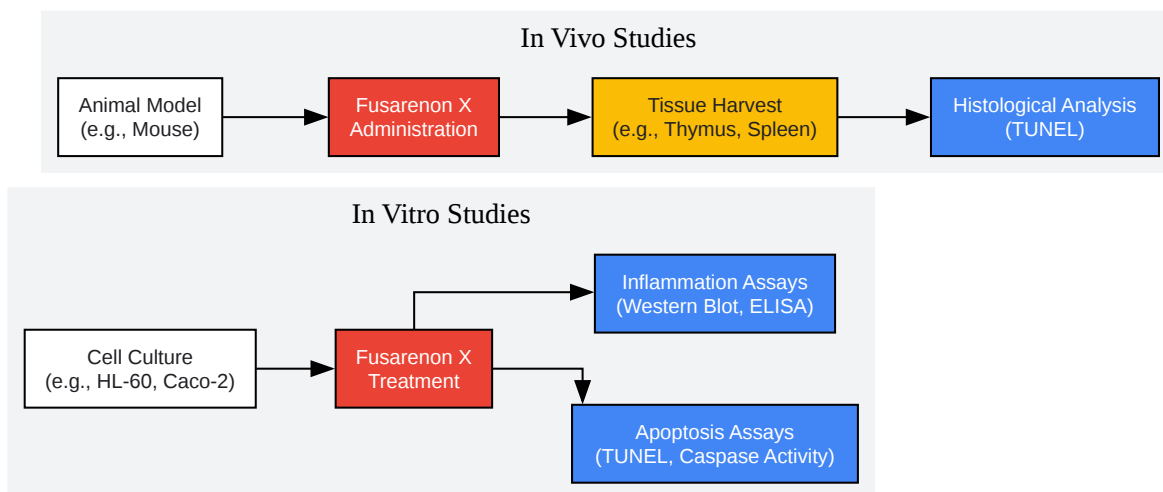 In Vivo Studies
Animal Model
(e.g., Mouse)
Fusarenon X
Administration
Tissue Harvest
(e.g., Thymus, Spleen)
Histological Analysis
(TUNEL)
In Vitro Studies
Cell Culture
(e.g., HL-60, Caco-2)
Fusarenon X
Treatment
Inflammation Assays
(Western Blot, ELISA)
Apoptosis Assays
(TUNEL, Caspase Activity)